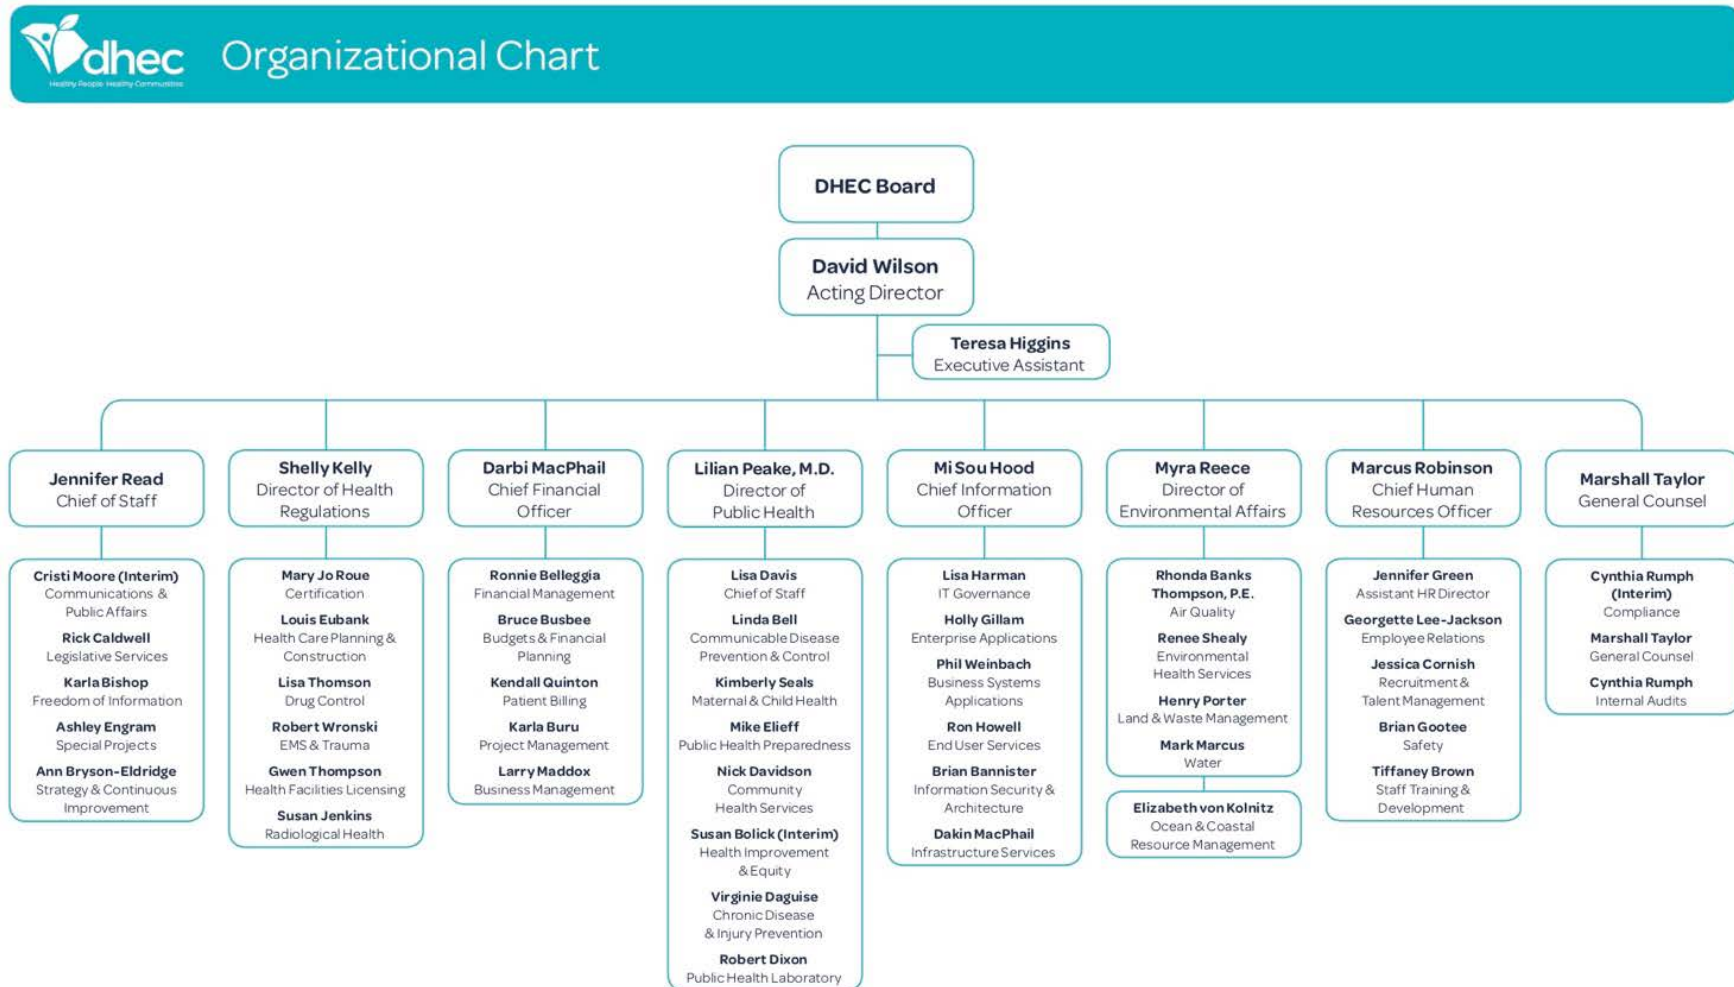 dhec
Healthy People. Healthy Communities.
Organizational Chart
DHEC Board
David Wilson
Acting Director
Teresa Higgins
Executive Assistant
Jennifer Read
Chief of Staff
Cristi Moore (Interim)
Communications &
Public Affairs
Rick Caldwell
Legislative Services
Karla Bishop
Freedom of Information
Ashley Engram
Special Projects
Ann Bryson-Eldridge
Strategy & Continuous
Improvement
Shelly Kelly
Director of Health
Regulations
Mary Jo Roue
Certification
Louis Eubank
Health Care Planning &
Construction
Lisa Thomson
Drug Control
Robert Wronski
EMS & Trauma
Gwen Thompson
Health Facilities Licensing
Susan Jenkins
Radiological Health
Darbi MacPhail
Chief Financial
Officer
Ronnie Belleggia
Financial Management
Bruce Busbee
Budgets & Financial
Planning
Kendall Quinton
Patient Billing
Karla Buru
Project Management
Larry Maddox
Business Management
Lilian Peake, M.D.
Director of
Public Health
Lisa Davis
Chief of Staff
Linda Bell
Communicable Disease
Prevention & Control
Kimberly Seals
Maternal & Child Health
Mike Elieff
Public Health Preparedness
Nick Davidson
Community
Health Services
Susan Bolick (Interim)
Health Improvement
& Equity
Virginie Daguise
Chronic Disease
& Injury Prevention
Robert Dixon
Public Health Laboratory
Mi Sou Hood
Chief Information
Officer
Lisa Harman
IT Governance
Holly Gillam
Enterprise Applications
Phil Weinbach
Business Systems
Applications
Ron Howell
End User Services
Brian Bannister
Information Security &
Architecture
Dakin MacPhail
Infrastructure Services
Myra Reece
Director of
Environmental Affairs
Rhonda Banks
Thompson, P.E.
Air Quality
Renee Shealy
Environmental
Health Services
Henry Porter
Land & Waste Management
Mark Marcus
Water
Elizabeth von Kolnitz
Ocean & Coastal
Resource Management
Marcus Robinson
Chief Human
Resources Officer
Jennifer Green
Assistant HR Director
Georgette Lee-Jackson
Employee Relations
Jessica Cornish
Recruitment &
Talent Management
Brian Gootee
Safety
Tiffaney Brown
Staff Training &
Development
Marshall Taylor
General Counsel
Cynthia Rumph
(Interim)
Compliance
Marshall Taylor
General Counsel
Cynthia Rumph
Internal Audits